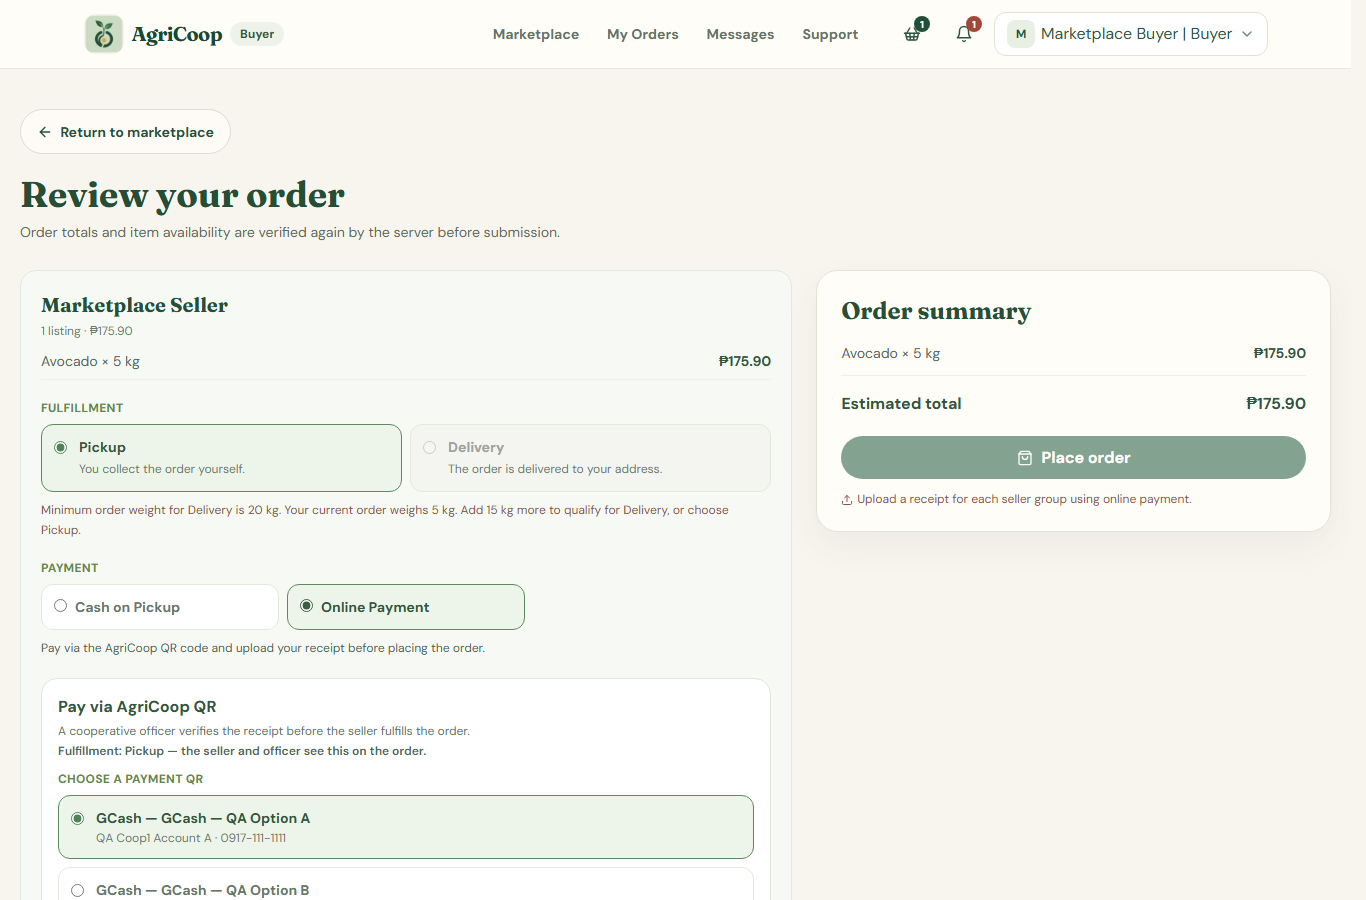 AgriCoop
Buyer
Marketplace
My Orders
Messages
Support
1
1
M
Marketplace Buyer | Buyer
Return to marketplace
Review your order
Order totals and item availability are verified again by the server before submission.
Marketplace Seller
1 listing · ₱175.90
Avocado × 5 kg
₱175.90
FULFILLMENT
Pickup
You collect the order yourself.
Delivery
The order is delivered to your address.
Minimum order weight for Delivery is 20 kg. Your current order weighs 5 kg. Add 15 kg more to qualify for Delivery, or choose
Pickup.
PAYMENT
Cash on Pickup
Online Payment
Pay via the AgriCoop QR code and upload your receipt before placing the order.
Pay via AgriCoop QR
A cooperative officer verifies the receipt before the seller fulfills the order.
Fulfillment: Pickup — the seller and officer see this on the order.
CHOOSE A PAYMENT QR
GCash — GCash — QA Option A
QA Coop1 Account A · 0917-111-1111
GCash — GCash — QA Option B
Order summary
Avocado × 5 kg
₱175.90
Estimated total
₱175.90
Place order
Upload a receipt for each seller group using online payment.